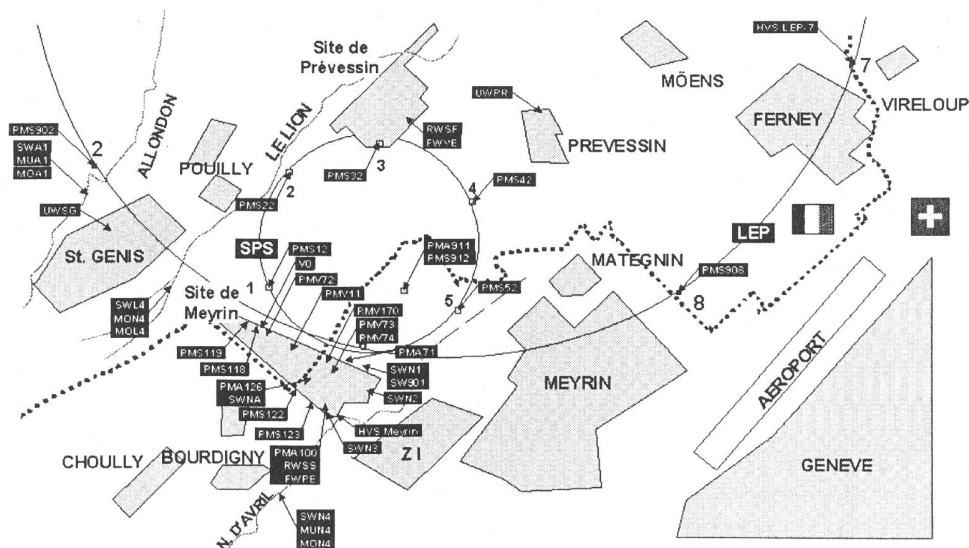 HVS LEP-7
7
Site de
Prévessin
MÖENS
VIRELOUP
UWPR
FERNEY
PMS902
2
ALLONDON
SWA1
MUA1
MOA1
LE LION
RWSF
FWVE
PREVESSIN
POUILLY
PMS32
3
2
PMS22
4
PMS42
UWSG
St. GENIS
SPS
LEP
PMS12
V0
PMA911
PMS912
MATEGNIN
PMS908
1
PMV72
5
PMS52
8
Site de
Meyrin
PMV11
SWL4
MON4
MOL4
PMV170
PMV73
PMV74
6
PMS119
PMA71
PMS118
SWN1
SW901
AEROPORT
PMA126
SWNA
SWN2
MEYRIN
PMS122
HVS Meyrin
PMS123
SWN3
ZI
CHOULLY
BOURDIGNY
PMA100
RWSS
FWPE
GENEVE
N. D'AVRIL
SWN4
MUN4
MON4